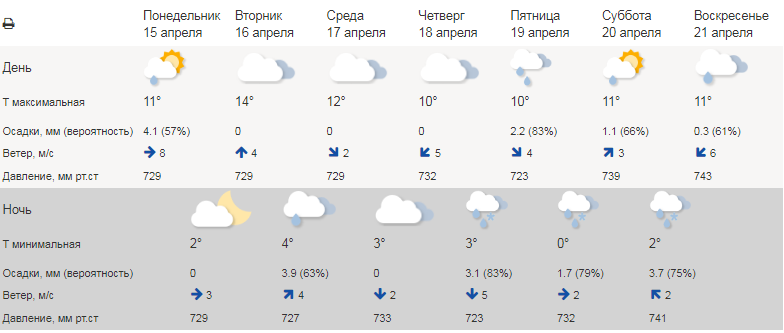 Понедельник Вторник Среда Четверг Пятница Суббота Воскресенье
15 апреля 16 апреля 17 апреля 18 апреля 19 апреля 20 апреля 21 апреля
День
Т максимальная 11° 14° 12° 10° 10° 11° 11°
Осадки, мм (вероятность) 4.1 (57%) 0 0 0 2.2 (83%) 1.1 (66%) 0.3 (61%)
Ветер, м/с 8 4 2 5 4 3 6
Давление, мм рт.ст 729 729 729 732 723 739 743
Ночь
Т минимальная 2° 4° 3° 3° 0° 2°
Осадки, мм (вероятность) 0 3.9 (63%) 0 3.1 (83%) 1.7 (79%) 3.7 (75%)
Ветер, м/с 3 4 2 5 2 2
Давление, мм рт.ст 729 727 733 723 732 741